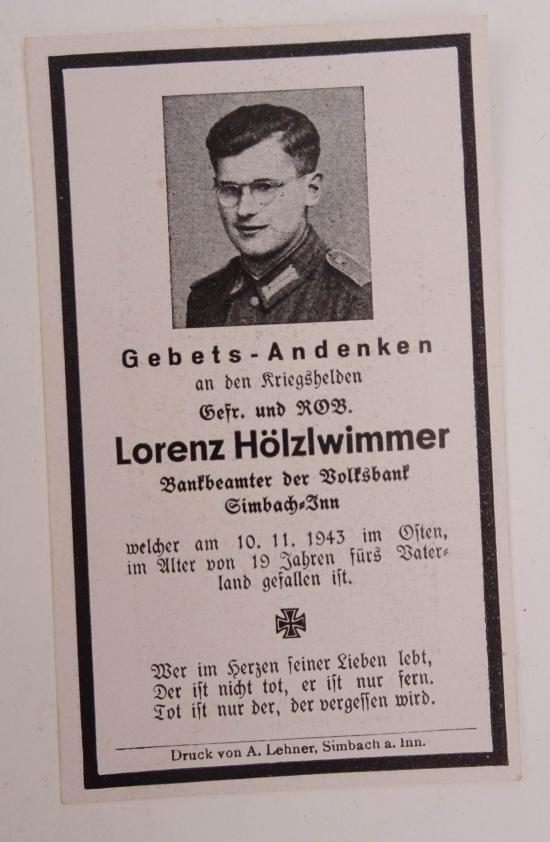 Gebets-Andenken
an den Kriegshelden
Gefr. und ROB.
Lorenz Hölzlwimmer
Bankbeamter der Volksbank
Simbach-Inn
welcher am 10. 11. 1943 im Osten,
im Alter von 19 Jahren fürs Vater-
land gefallen ist.
Wer im Herzen seiner Lieben lebt,
Der ist nicht tot, er ist nur fern.
Tot ist nur der, der vergessen wird.
Druck von A. Lehner, Simbach a. Inn.